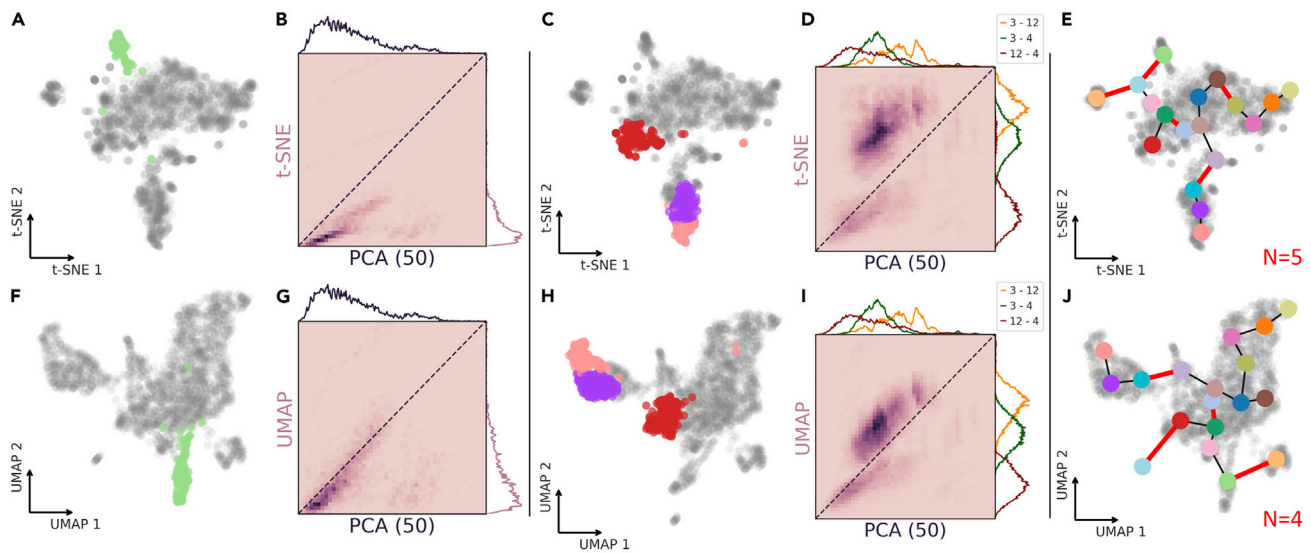 A
t-SNE 2
t-SNE 1
B
t-SNE
PCA (50)
C
t-SNE 2
t-SNE 1
D
3 - 12
3 - 4
12 - 4
t-SNE
PCA (50)
E
t-SNE 2
t-SNE 1
N=5
F
UMAP 2
UMAP 1
G
UMAP
PCA (50)
H
UMAP 2
UMAP 1
I
3 - 12
3 - 4
12 - 4
UMAP
PCA (50)
J
UMAP 2
UMAP 1
N=4